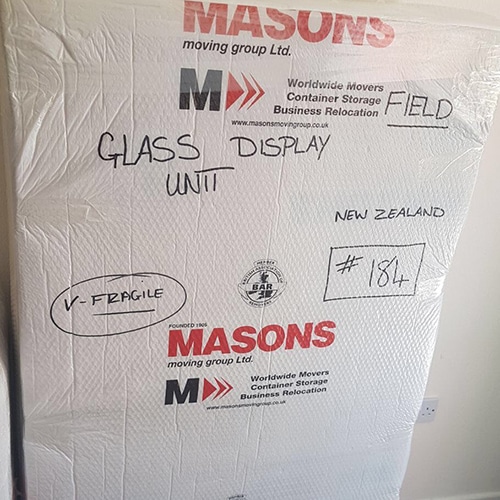 MASONS
moving group Ltd.
M
Worldwide Movers
Container Storage
Business Relocation
FIELD
www.masonsmovinggroup.co.uk
GLASS DISPLAY
UNIT
NEW ZEALAND
# 184
V-FRAGILE
MEMBER
BAR
FOUNDED 1905
MASONS
moving group Ltd.
M
Worldwide Movers
Container Storage
Business Relocation
www.masonsmovinggroup.co.uk